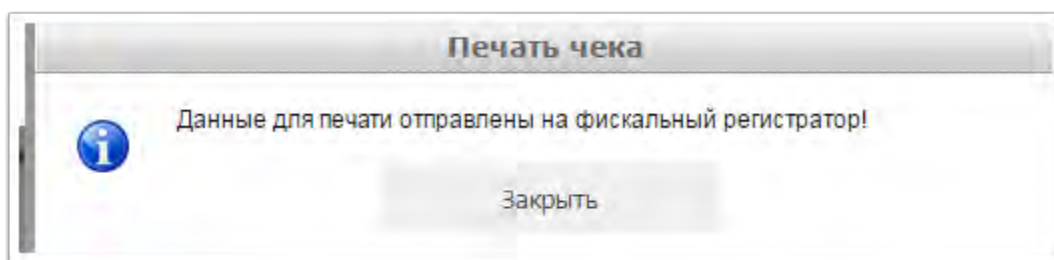 Печать чека
Данные для печати отправлены на фискальный регистратор!
Закрыть